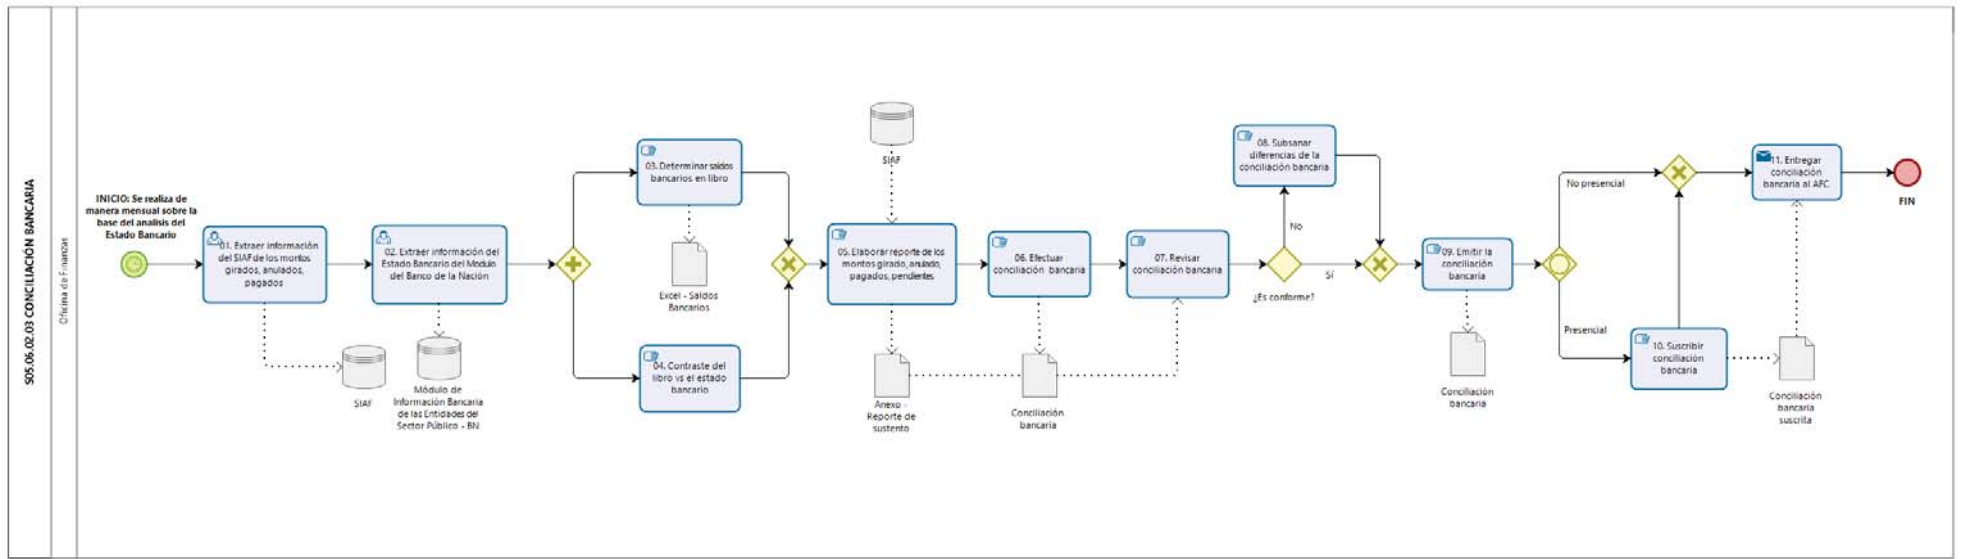 S05.06.02.03 CONCILIACIÓN BANCARIA
Oficina de Finanzas
INICIO: Se realiza de
manera mensual sobre la
base del analisis del
Estado Bancario
01. Extraer información
del SIAF de los montos
girados, anulados,
pagados
SIAF
02. Extraer información del
Estado Bancario del Modulo
del Banco de la Nación
Módulo de
Información Bancaria
de las Entidades del
Sector Público - BN
03. Determinar saldos
bancarios en libro
Excel - Saldos
Bancarios
04. Contraste del
libro vs el estado
bancario
SIAF
05. Elaborar reporte de los
montos girado, anulado,
pagados, pendientes
Anexo -
Reporte de
sustento
06. Efectuar
conciliación bancaria
Conciliación
bancaria
07. Revisar
conciliación bancaria
¿Es conforme?
No
Sí
08. Subsanar
diferencias de la
conciliación bancaria
09. Emitir la
conciliación
bancaria
Conciliación
bancaria
No presencial
Presencial
10. Suscribir
conciliación
bancaria
Conciliación
bancaria
suscrita
11. Entregar
conciliación
bancaria al AFC
FIN